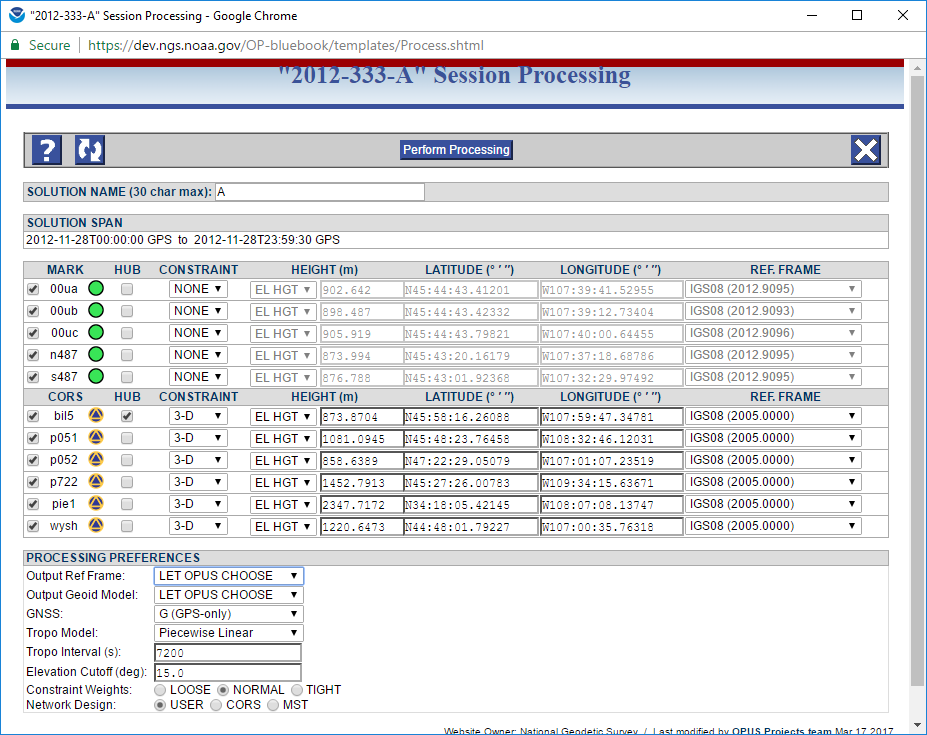 "2012-333-A" Session Processing - Google Chrome
Secure | https://dev.ngs.noaa.gov/OP-bluebook/templates/Process.shtml
"2012-333-A" Session Processing
? Perform Processing X
SOLUTION NAME (30 char max): A
SOLUTION SPAN
2012-11-28T00:00:00 GPS to 2012-11-28T23:59:30 GPS
MARK HUB CONSTRAINT HEIGHT (m) LATITUDE (° ′ ″) LONGITUDE (° ′ ″) REF. FRAME
00ua NONE EL HGT 902.642 N45:44:43.41201 W107:39:41.52955 IGS08 (2012.9095)
00ub NONE EL HGT 898.487 N45:44:43.42332 W107:39:12.73404 IGS08 (2012.9093)
00uc NONE EL HGT 905.919 N45:44:43.79821 W107:40:00.64455 IGS08 (2012.9096)
n487 NONE EL HGT 873.994 N45:43:20.16179 W107:37:18.68786 IGS08 (2012.9095)
s487 NONE EL HGT 876.788 N45:43:01.92368 W107:32:29.97492 IGS08 (2012.9095)
CORS HUB CONSTRAINT HEIGHT (m) LATITUDE (° ′ ″) LONGITUDE (° ′ ″) REF. FRAME
bil5 3-D EL HGT 873.8704 N45:58:16.26088 W107:59:47.34781 IGS08 (2005.0000)
p051 3-D EL HGT 1081.0945 N45:48:23.76458 W108:32:46.12031 IGS08 (2005.0000)
p052 3-D EL HGT 858.6389 N47:22:29.05079 W107:01:07.23519 IGS08 (2005.0000)
p722 3-D EL HGT 1452.7913 N45:27:26.00783 W109:34:15.63671 IGS08 (2005.0000)
pie1 3-D EL HGT 2347.7172 N34:18:05.42145 W108:07:08.13747 IGS08 (2005.0000)
wysh 3-D EL HGT 1220.6473 N44:48:01.79227 W107:00:35.76318 IGS08 (2005.0000)
PROCESSING PREFERENCES
Output Ref Frame: LET OPUS CHOOSE
Output Geoid Model: LET OPUS CHOOSE
GNSS: G (GPS-only)
Tropo Model: Piecewise Linear
Tropo Interval (s): 7200
Elevation Cutoff (deg): 15.0
Constraint Weights: LOOSE NORMAL TIGHT
Network Design: USER CORS MST
Website Owner: National Geodetic Survey / Last modified by OPUS Projects team Mar 17 2017